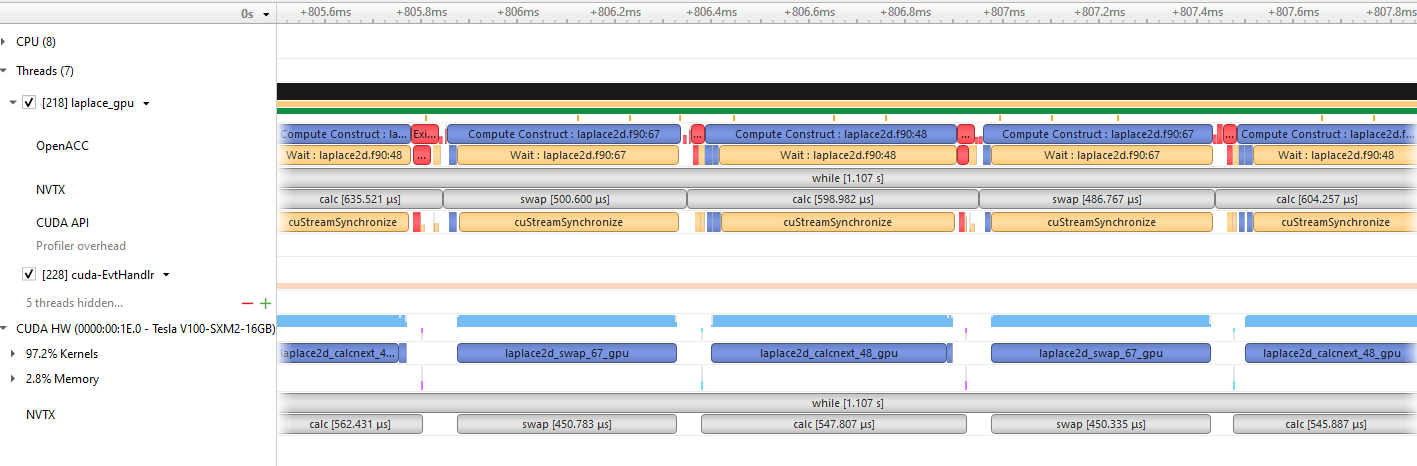 0s +805.6ms +805.8ms +806ms +806.2ms +806.4ms +806.6ms +806.8ms +807ms +807.2ms +807.4ms +807.6ms +807.8ms
CPU (8)
Threads (7)
[218] laplace_gpu
OpenACC
Compute Construct : la... Exi... Compute Construct : laplace2d.f90:67 ... Compute Construct : laplace2d.f90:48 ... Compute Construct : laplace2d.f90:67 ... Compute Construct : laplace2d.f...
Wait : laplace2d.f90:48 ... Wait : laplace2d.f90:67 Wait : laplace2d.f90:48 Wait : laplace2d.f90:67 Wait : laplace2d.f90:48
while [1.107 s]
NVTX
calc [635.521 μs] swap [500.600 μs] calc [598.982 μs] swap [486.767 μs] calc [604.257 μs]
CUDA API cuStreamSynchronize cuStreamSynchronize cuStreamSynchronize cuStreamSynchronize cuStreamSynchronize
Profiler overhead
[228] cuda-EvtHandlr
5 threads hidden... − +
CUDA HW (0000:00:1E.0 - Tesla V100-SXM2-16GB)
97.2% Kernels laplace2d_calcnext_4... laplace2d_swap_67_gpu laplace2d_calcnext_48_gpu laplace2d_swap_67_gpu laplace2d_calcnext_48_gpu
2.8% Memory
while [1.107 s]
NVTX
calc [562.431 μs] swap [450.783 μs] calc [547.807 μs] swap [450.335 μs] calc [545.887 μs]